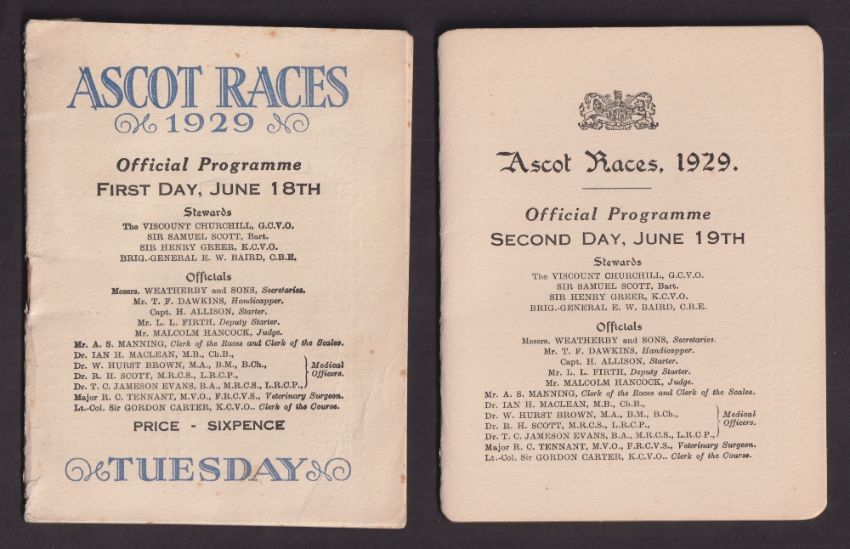 ASCOT RACES
1929
Official Programme
FIRST DAY, JUNE 18TH
Stewards
The VISCOUNT CHURCHILL, G.C.V.O.
SIR SAMUEL SCOTT, Bart.
SIR HENRY GREER, K.C.V.O.
BRIG.-GENERAL E. W. BAIRD, C.B.E.
Officials
Messrs. WEATHERBY and SONS, Secretaries.
Mr. T. F. DAWKINS, Handicapper.
Capt. H. ALLISON, Starter.
Mr. L. L. FIRTH, Deputy Starter.
Mr. MALCOLM HANCOCK, Judge.
Mr. A. S. MANNING, Clerk of the Races and Clerk of the Scales.
Dr. IAN H. MACLEAN, M.B., Ch.B.,
Dr. W. HURST BROWN, M.A., B.M., B.Ch.,
Dr. R. H. SCOTT, M.R.C.S., L.R.C.P.,
Dr. T. C. JAMESON EVANS, B.A., M.R.C.S., L.R.C.P.,
Medical
Officers.
Major R. C. TENNANT, M.V.O., F.R.C.V.S., Veterinary Surgeon.
Lt.-Col. Sir GORDON CARTER, K.C.V.O. Clerk of the Course.
PRICE - SIXPENCE
TUESDAY
Ascot Races, 1929.
Official Programme
SECOND DAY, JUNE 19TH
Stewards
The VISCOUNT CHURCHILL, G.C.V.O.
SIR SAMUEL SCOTT, Bart.
SIR HENRY GREER, K.C.V.O.
BRIG.-GENERAL E. W. BAIRD, C.B.E.
Officials
Messrs. WEATHERBY and SONS, Secretaries.
Mr. T. F. DAWKINS, Handicapper.
Capt. H. ALLISON, Starter.
Mr. L. L. FIRTH, Deputy Starter.
Mr. MALCOLM HANCOCK, Judge.
Mr. A. S. MANNING, Clerk of the Races and Clerk of the Scales.
Dr. IAN H. MACLEAN, M.B., Ch.B.,
Dr. W. HURST BROWN, M.A., B.M., B.Ch.,
Dr. R. H. SCOTT, M.R.C.S., L.R.C.P.,
Dr. T. C. JAMESON EVANS, B.A., M.R.C.S., L.R.C P.,
Medical
Officers.
Major R. C. TENNANT, M.V.O., F.R.C.V.S., Veterinary Surgeon.
Lt.-Col. Sir GORDON CARTER, K.C.V.O.. Clerk of the Course.